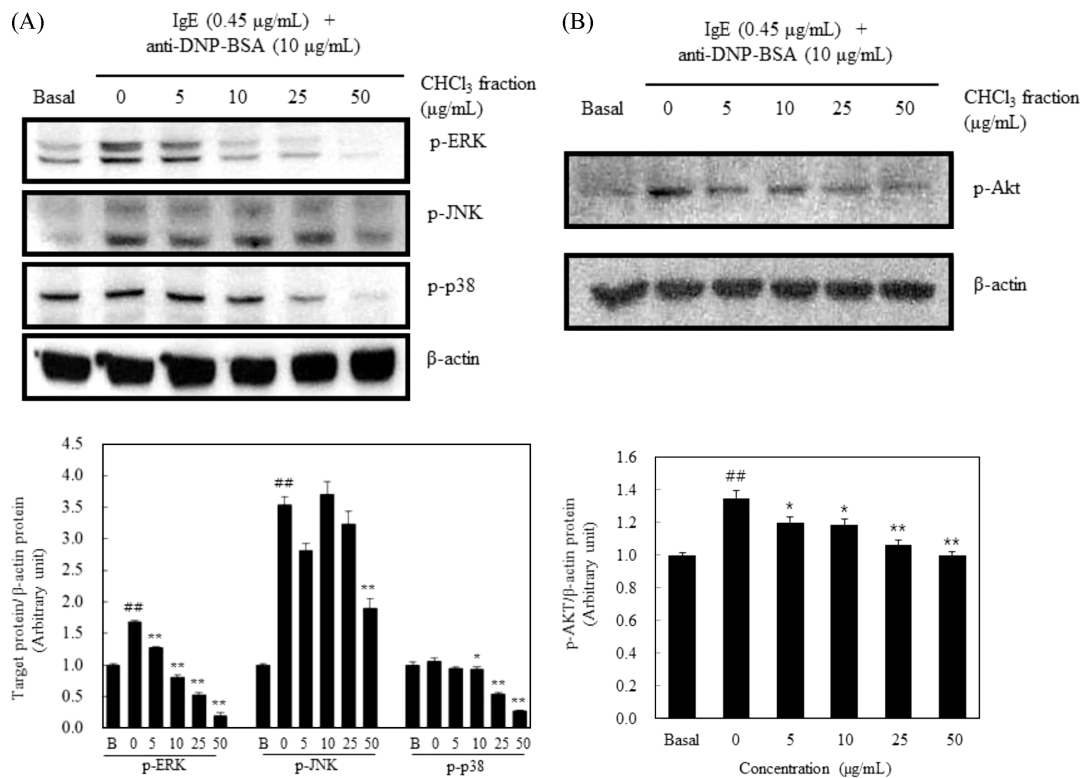 (A)
IgE (0.45 µg/mL) +
anti-DNP-BSA (10 µg/mL)
Basal 0 5 10 25 50 CHCl₃ fraction
(µg/mL)
p-ERK
p-JNK
p-p38
β-actin
4.5
4.0
3.5
3.0
2.5
2.0
1.5
1.0
0.5
0.0
Target protein/ β-actin protein
(Arbitrary unit)
## ** ** ** **
## **
* ** **
B 0 5 10 25 50 B 0 5 10 25 50 B 0 5 10 25 50
p-ERK p-JNK p-p38
(B)
IgE (0.45 µg/mL) +
anti-DNP-BSA (10 µg/mL)
Basal 0 5 10 25 50 CHCl₃ fraction
(µg/mL)
p-Akt
β-actin
1.6
1.4
1.2
1.0
0.8
0.6
0.4
0.2
0.0
p-AKT/β-actin protein
(Arbitrary unit)
## * * ** **
Basal 0 5 10 25 50
Concentration (µg/mL)